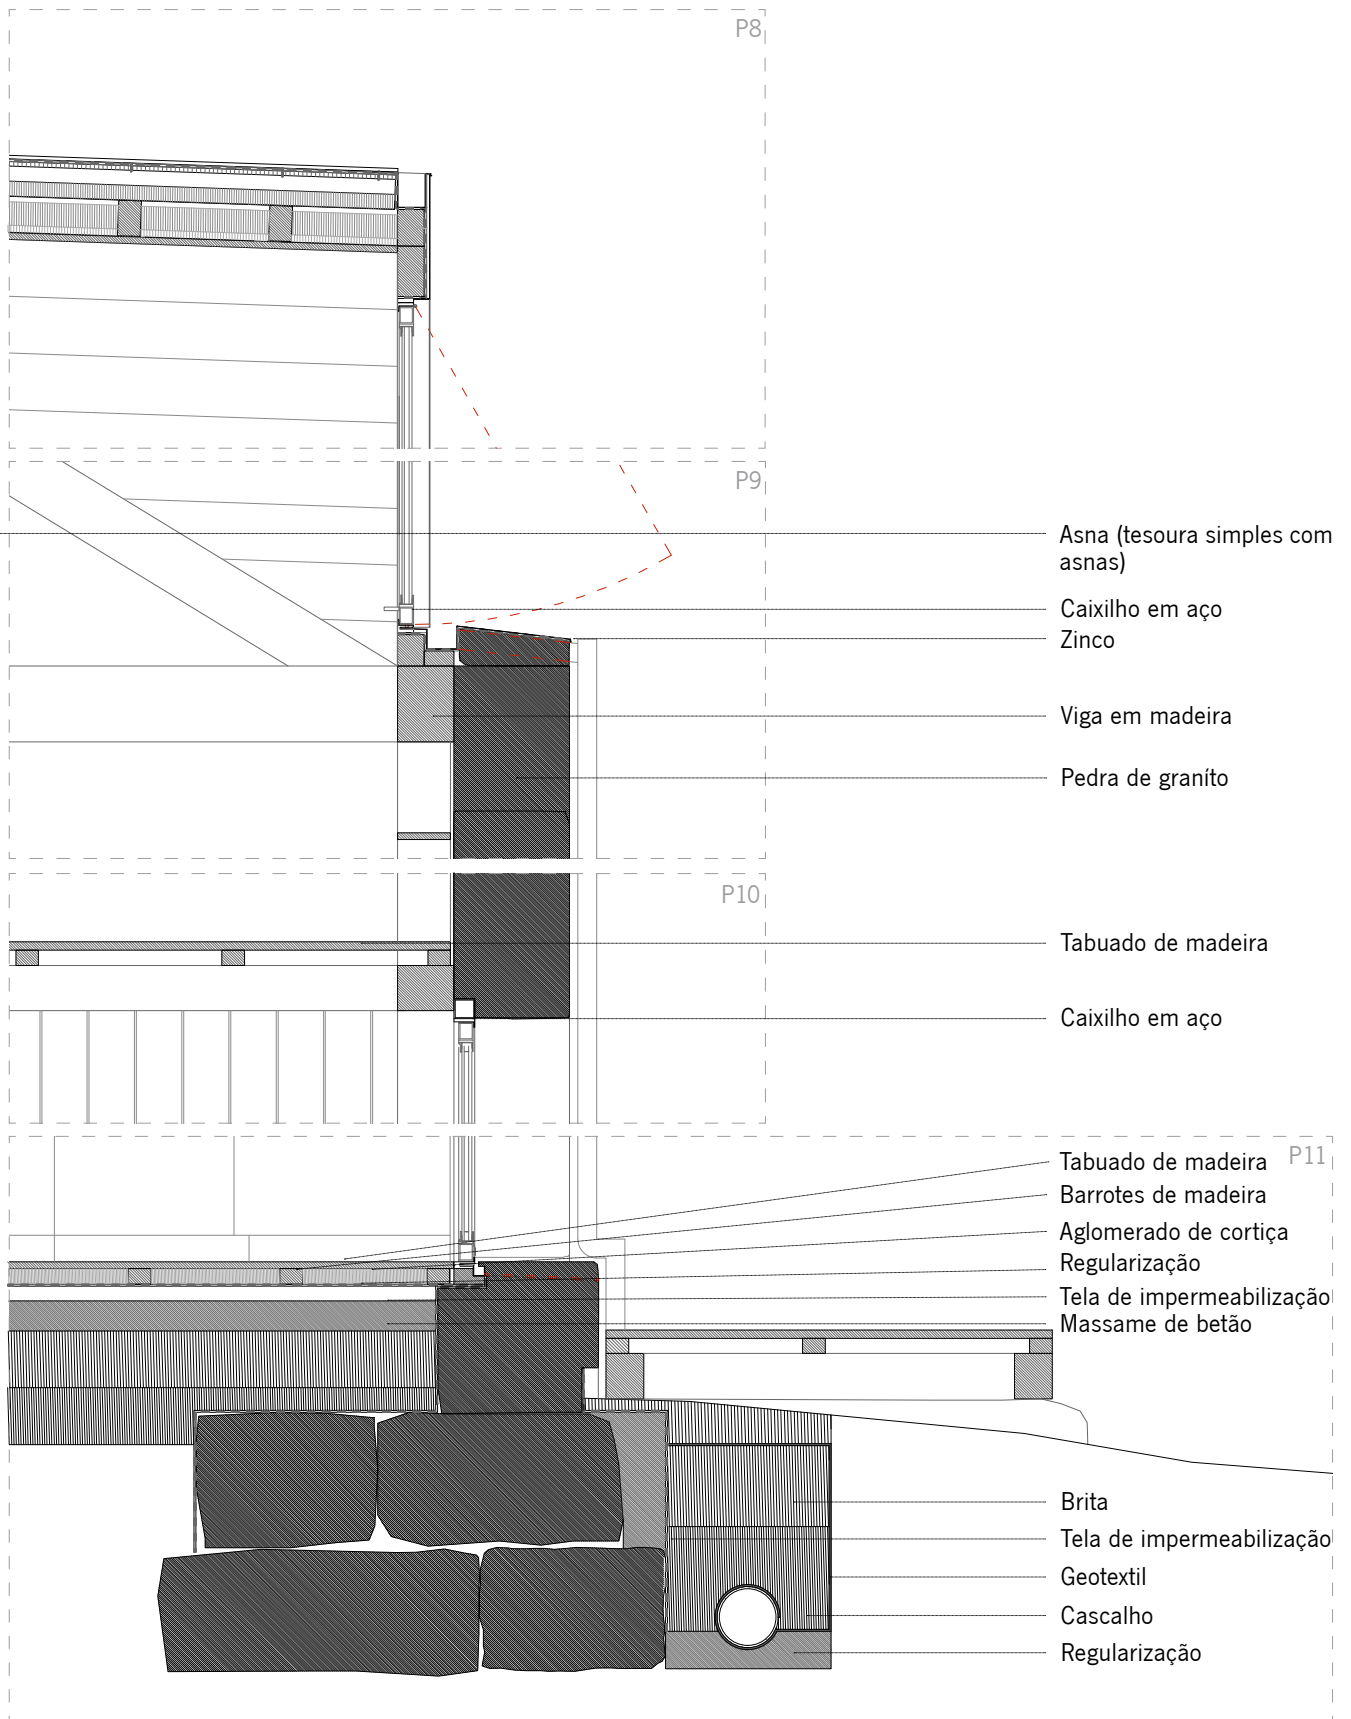 P8
P9
Asna (tesoura simples com
asnas)
Caixilho em aço
Zinco
Viga em madeira
Pedra de graníto
P10
Tabuado de madeira
Caixilho em aço
P11
Tabuado de madeira
Barrotes de madeira
Aglomerado de cortiça
Regularização
Tela de impermeabilização
Massame de betão
Brita
Tela de impermeabilização
Geotextil
Cascalho
Regularização